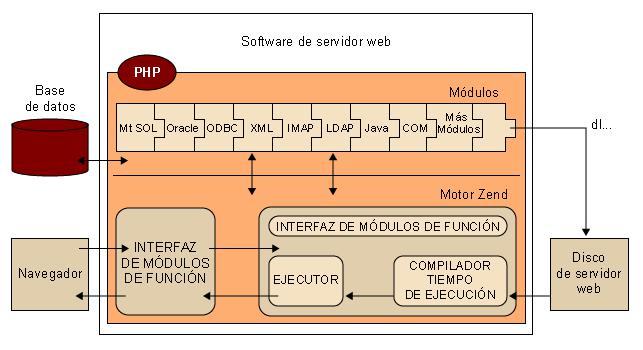 Software de servidor web
PHP
Base
de datos
Módulos
Mt SOL
Oracle
ODBC
XML
IMAP
LDAP
Java
COM
Más
Módulos
dl...
Motor Zend
INTERFAZ DE MÓDULOS DE FUNCIÓN
INTERFAZ
DE MÓDULOS
DE FUNCIÓN
Navegador
EJECUTOR
COMPILADOR
TIEMPO
DE EJECUCIÓN
Disco
de servidor
web